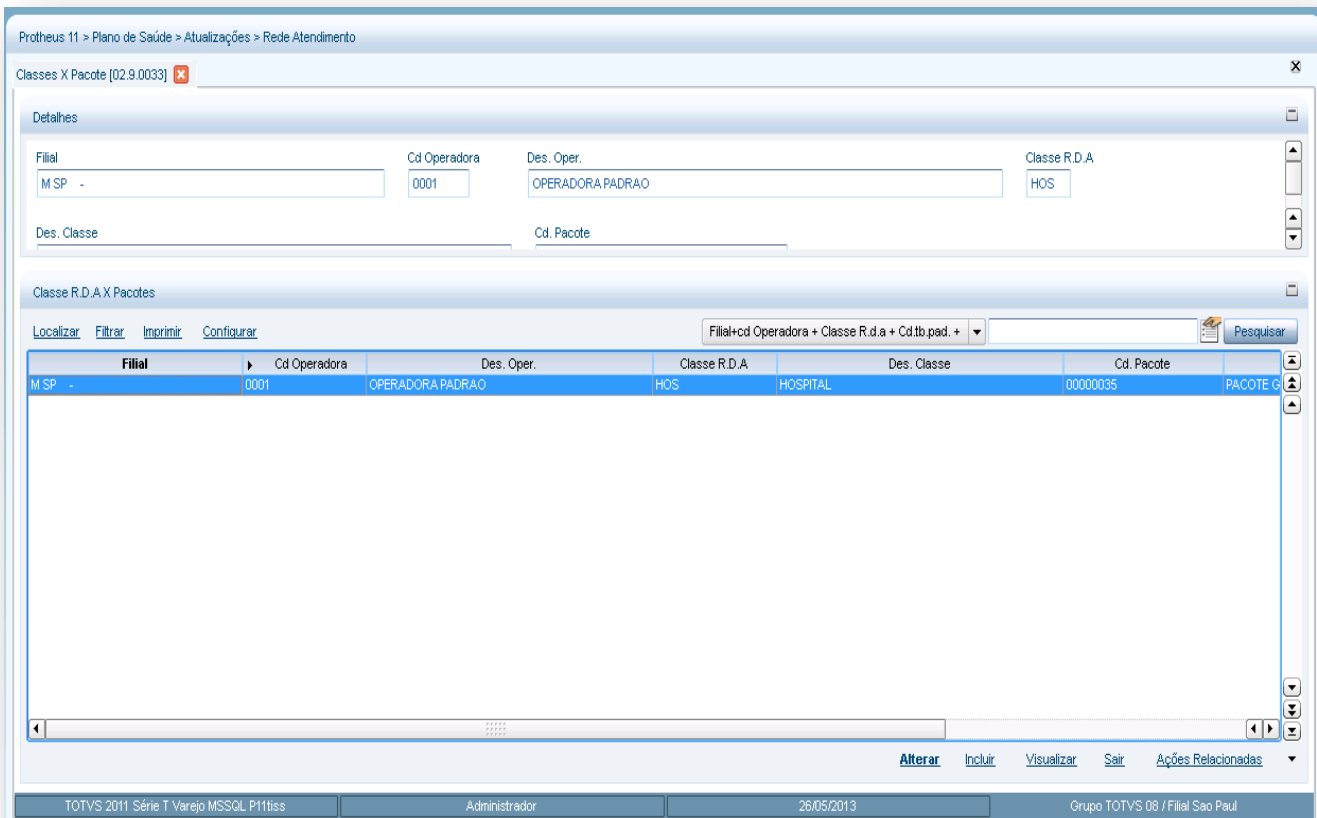 Protheus 11 > Plano de Saúde > Atualizações > Rede Atendimento
Classes X Pacote [02.9.0033]
Detalhes
Filial Cd Operadora Des. Oper. Classe R.D.A
M SP - 0001 OPERADORA PADRAO HOS
Des. Classe Cd. Pacote
Classe R.D.A X Pacotes
Localizar Filtrar Imprimir Configurar Filial+cd Operadora + Classe R.d.a + Cd.tb.pad. + Pesquisar
Filial Cd Operadora Des. Oper. Classe R.D.A Des. Classe Cd. Pacote
M SP - 0001 OPERADORA PADRAO HOS HOSPITAL 00000035 PACOTE G
Alterar Incluir Visualizar Sair Ações Relacionadas
TOTVS 2011 Série T Varejo MSSQL P11tiss Administrador 26/05/2013 Grupo TOTVS 08 / Filial Sao Paul